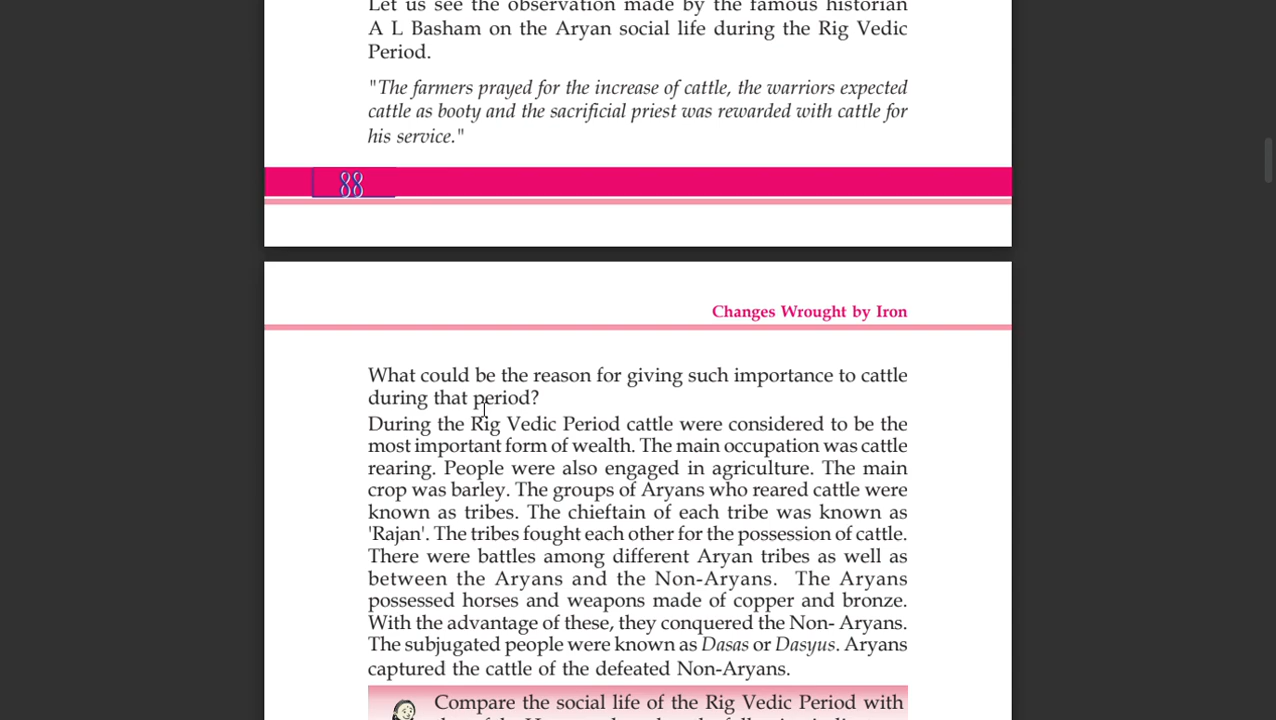 Let us see the observation made by the famous historian
A L Basham on the Aryan social life during the Rig Vedic
Period.
"The farmers prayed for the increase of cattle, the warriors expected
cattle as booty and the sacrificial priest was rewarded with cattle for
his service."
88
Changes Wrought by Iron
What could be the reason for giving such importance to cattle
during that period?
During the Rig Vedic Period cattle were considered to be the
most important form of wealth. The main occupation was cattle
rearing. People were also engaged in agriculture. The main
crop was barley. The groups of Aryans who reared cattle were
known as tribes. The chieftain of each tribe was known as
'Rajan'. The tribes fought each other for the possession of cattle.
There were battles among different Aryan tribes as well as
between the Aryans and the Non-Aryans. The Aryans
possessed horses and weapons made of copper and bronze.
With the advantage of these, they conquered the Non- Aryans.
The subjugated people were known as Dasas or Dasyus. Aryans
captured the cattle of the defeated Non-Aryans.
Compare the social life of the Rig Vedic Period with